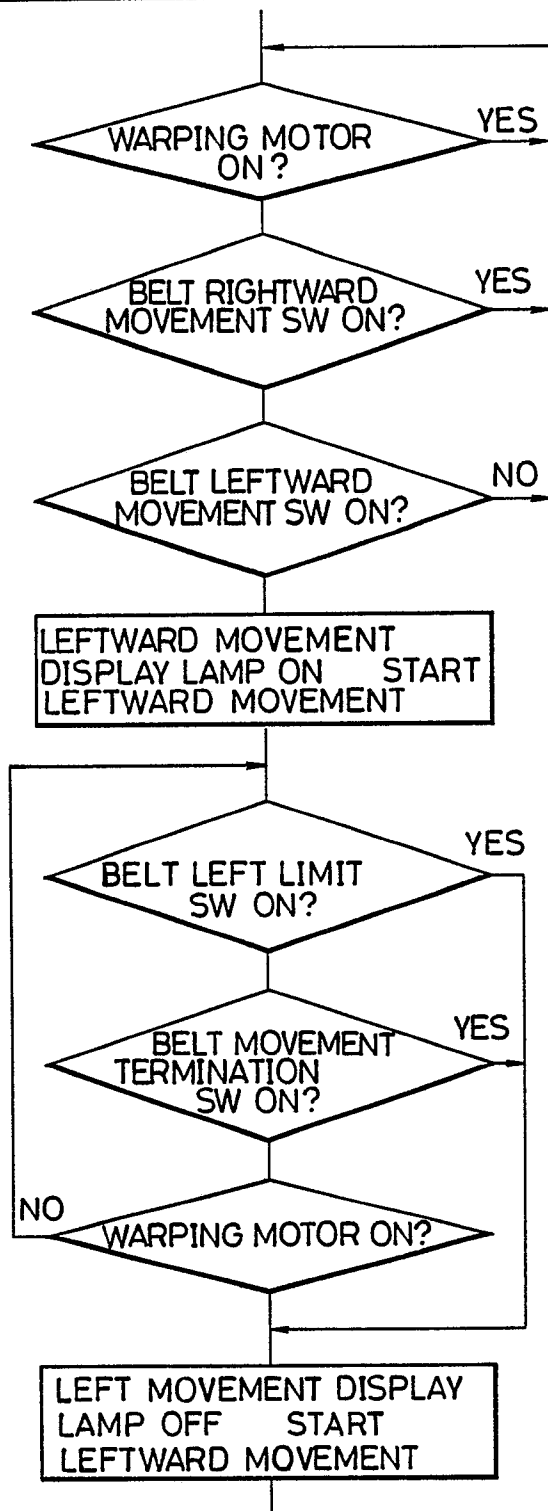 WARPING MOTOR
ON?
YES
BELT RIGHTWARD
MOVEMENT SW ON?
YES
BELT LEFTWARD
MOVEMENT SW ON?
NO
LEFTWARD MOVEMENT
DISPLAY LAMP ON START
LEFTWARD MOVEMENT
BELT LEFT LIMIT
SW ON?
YES
BELT MOVEMENT
TERMINATION
SW ON?
YES
WARPING MOTOR ON?
NO
LEFT MOVEMENT DISPLAY
LAMP OFF START
LEFTWARD MOVEMENT